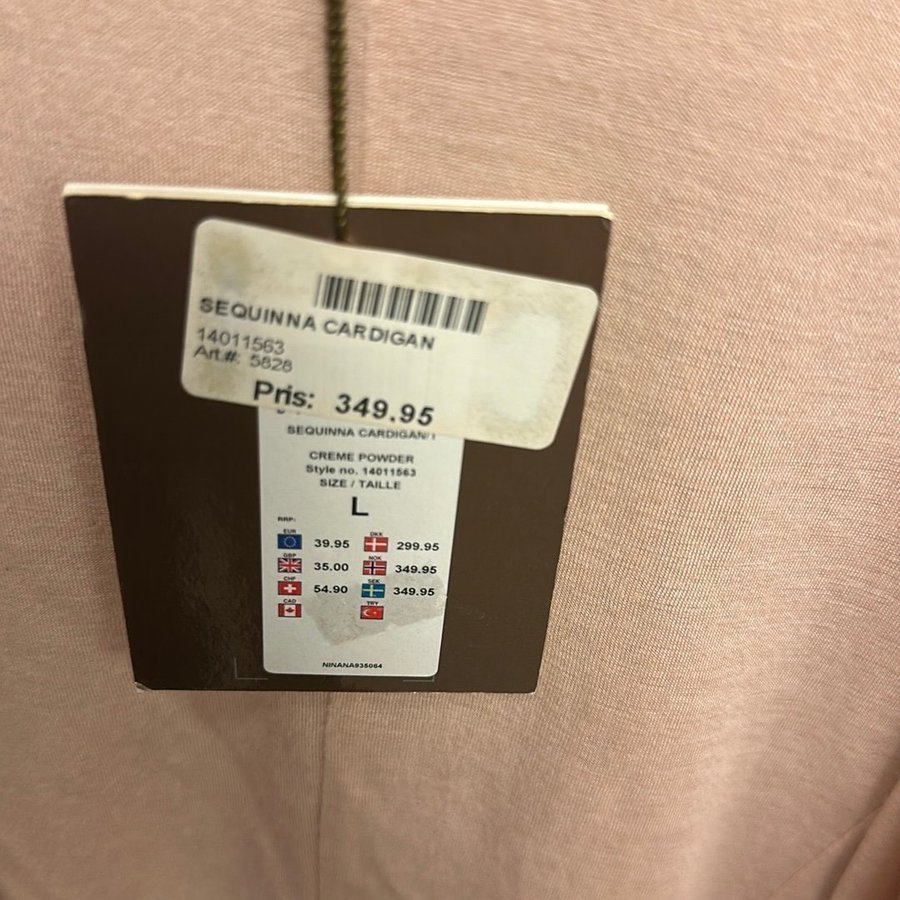 SEQUINNA CARDIGAN
14011563
Art.#: 5828
Pris: 349.95
SEQUINNA CARDIGAN/1
CREME POWDER
Style no. 14011563
SIZE / TAILLE
L
RRP:
EUR 39.95 DKK 299.95
GBP 35.00 NOK 349.95
CHF 54.90 SEK 349.95
CAD TRY
NINANA935064